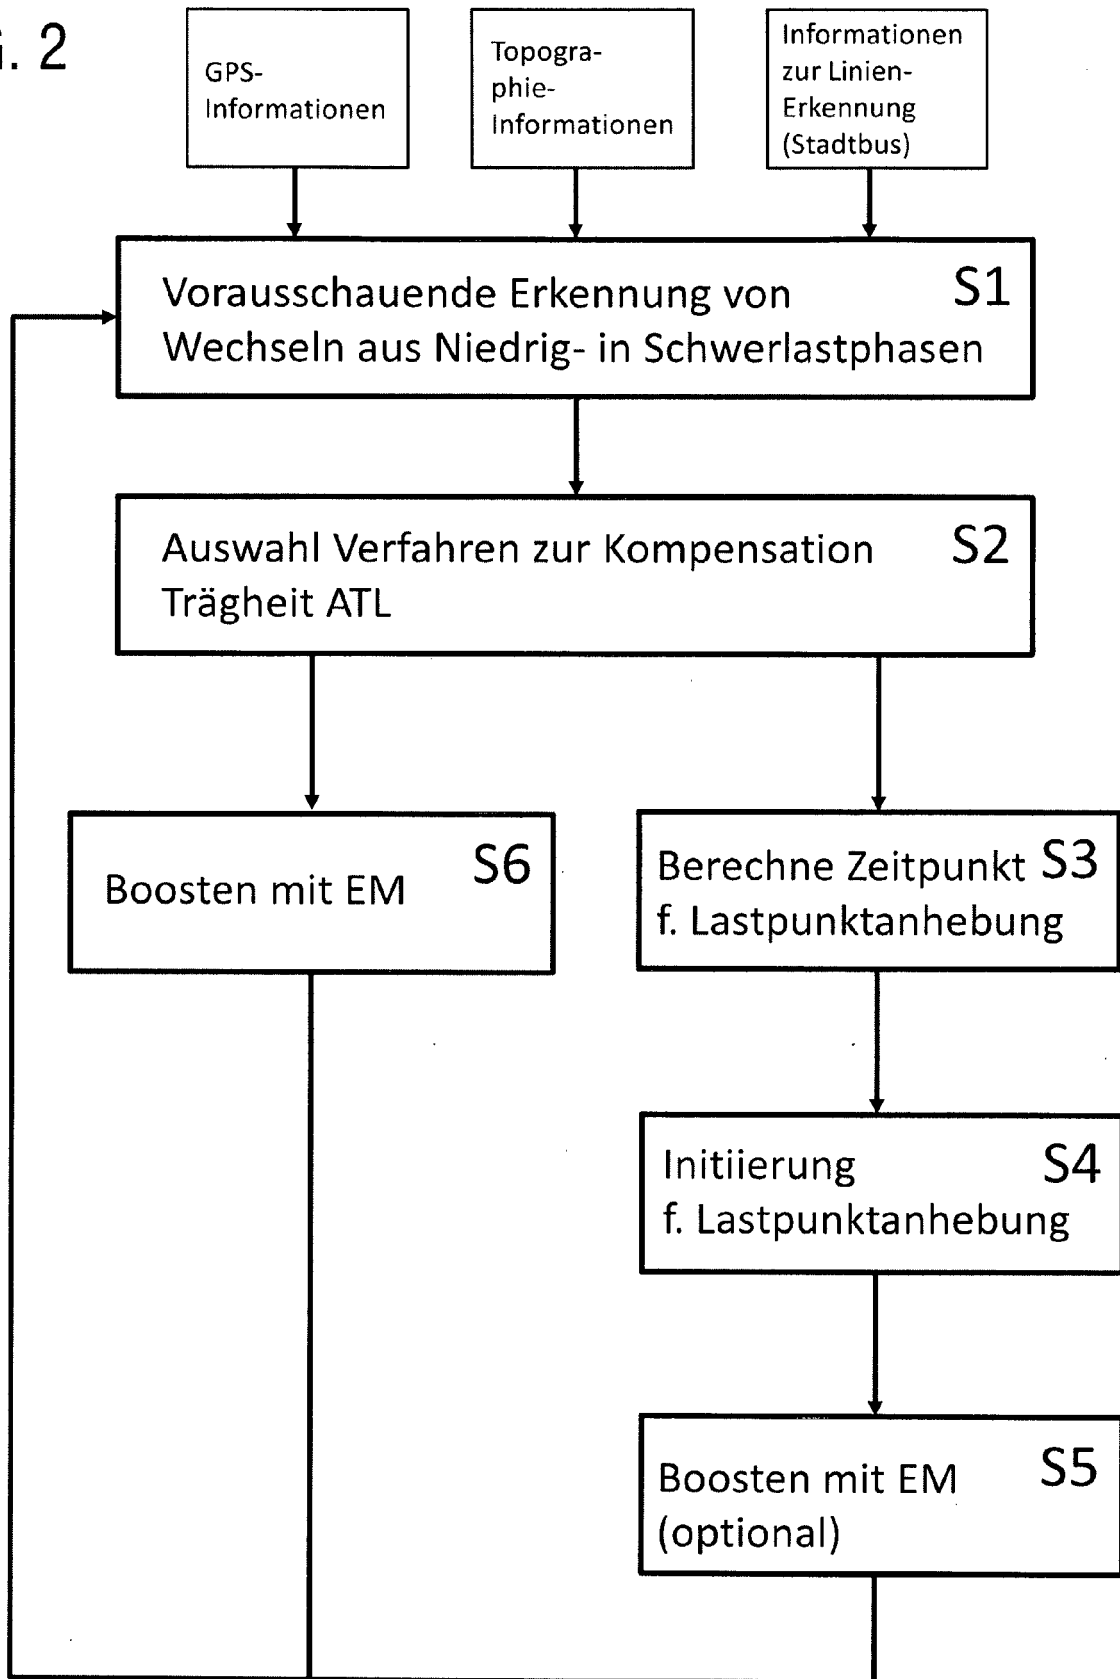 . 2
GPS-
Informationen
Topogra-
phie-
Informationen
Informationen
zur Linien-
Erkennung
(Stadtbus)
Vorausschauende Erkennung von
Wechseln aus Niedrig- in Schwerlastphasen
S1
Auswahl Verfahren zur Kompensation
Trägheit ATL
S2
Boosten mit EM
S6
Berechne Zeitpunkt
f. Lastpunktanhebung
S3
Initiierung
f. Lastpunktanhebung
S4
Boosten mit EM
(optional)
S5